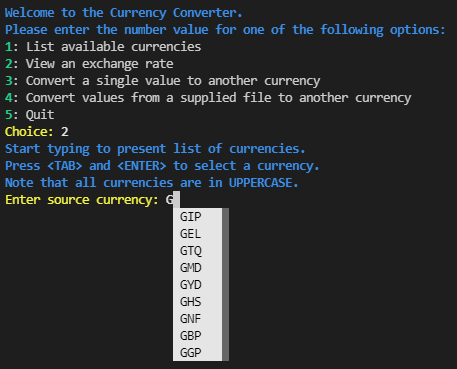 Welcome to the Currency Converter.
Please enter the number value for one of the following options:
1: List available currencies
2: View an exchange rate
3: Convert a single value to another currency
4: Convert values from a supplied file to another currency
5: Quit
Choice: 2
Start typing to present list of currencies.
Press <TAB> and <ENTER> to select a currency.
Note that all currencies are in UPPERCASE.
Enter source currency: G
GIP
GEL
GTQ
GMD
GYD
GHS
GNF
GBP
GGP